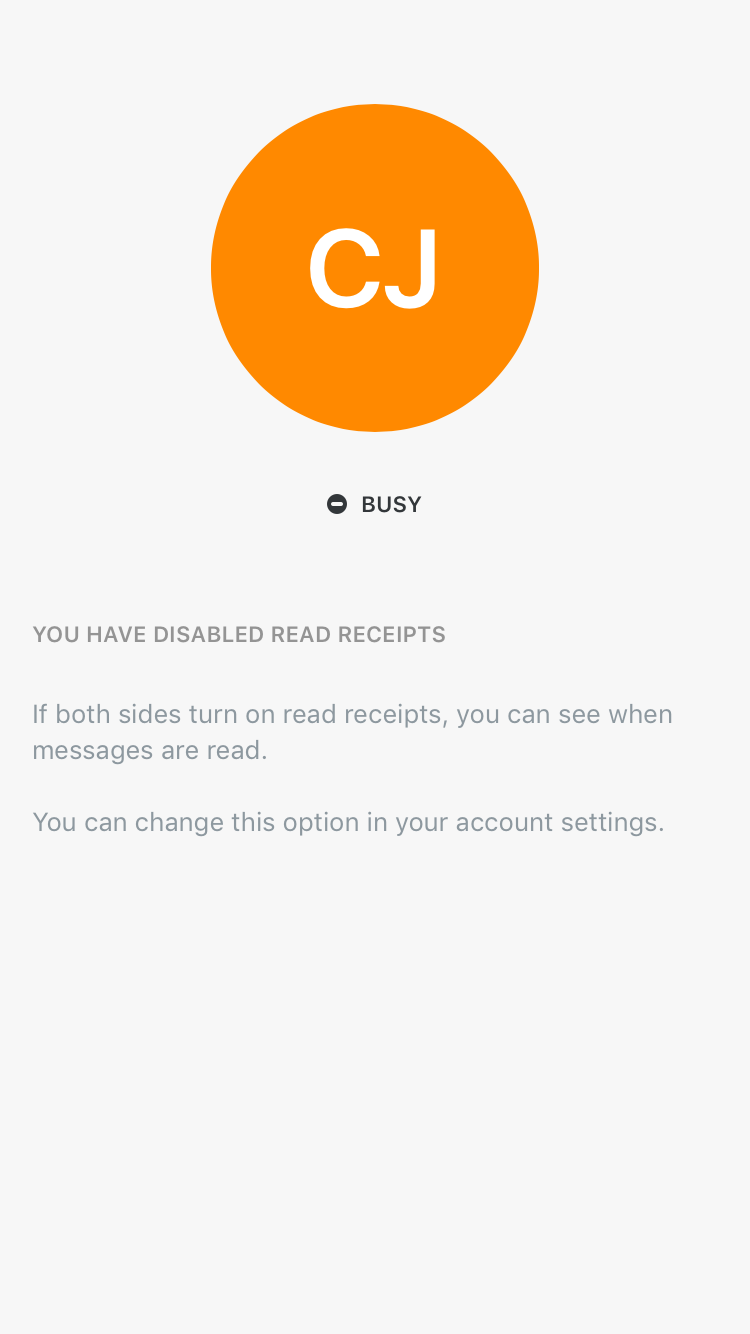 CJ
BUSY
YOU HAVE DISABLED READ RECEIPTS
If both sides turn on read receipts, you can see when
messages are read.
You can change this option in your account settings.